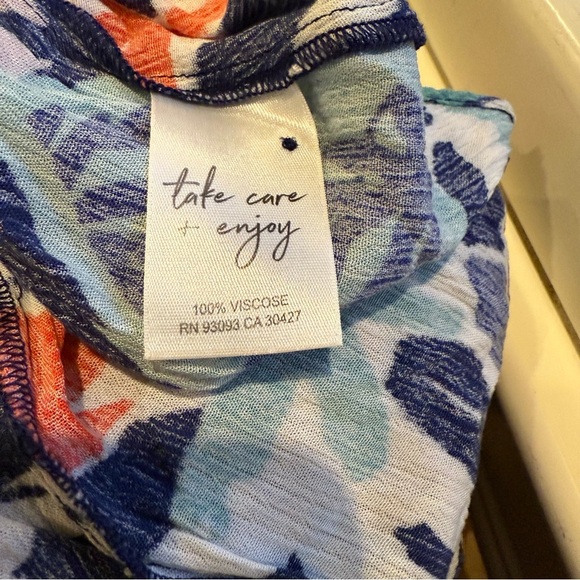 take care
+ enjoy
100% VISCOSE
RN 93093 CA 30427